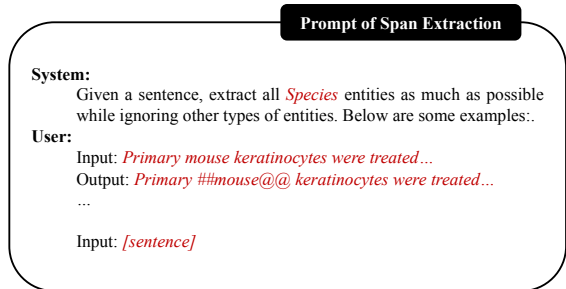 Prompt of Span Extraction
System:
Given a sentence, extract all Species entities as much as possible
while ignoring other types of entities. Below are some examples:.
User:
Input: Primary mouse keratinocytes were treated…
Output: Primary ##mouse@@ keratinocytes were treated…
…
Input: [sentence]